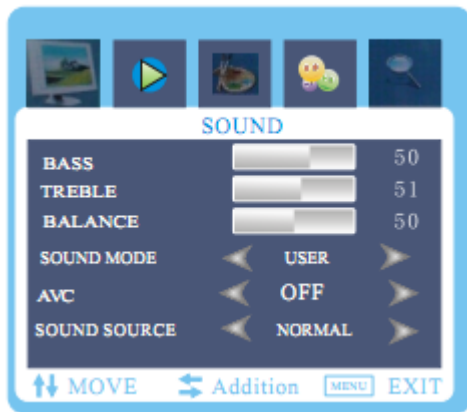 SOUND
BASS 50
TREBLE 51
BALANCE 50
SOUND MODE USER
AVC OFF
SOUND SOURCE NORMAL
MOVE Addition MENU EXIT